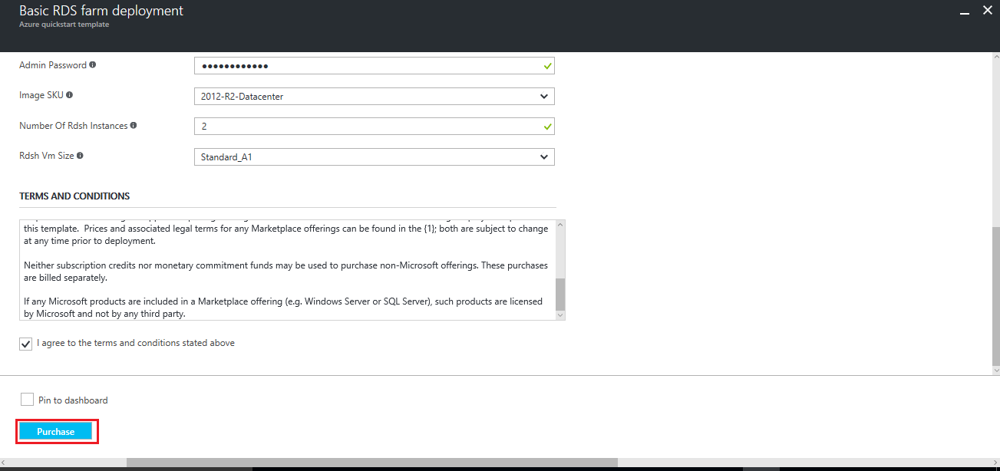 Basic RDS farm deployment
Azure quickstart template
Admin Password
••••••••••••
Image SKU
2012-R2-Datacenter
Number Of Rdsh Instances
2
Rdsh Vm Size
Standard_A1
TERMS AND CONDITIONS
this template. Prices and associated legal terms for any Marketplace offerings can be found in the {1}; both are subject to change
at any time prior to deployment.
Neither subscription credits nor monetary commitment funds may be used to purchase non-Microsoft offerings. These purchases
are billed separately.
If any Microsoft products are included in a Marketplace offering (e.g. Windows Server or SQL Server), such products are licensed
by Microsoft and not by any third party.
I agree to the terms and conditions stated above
Pin to dashboard
Purchase